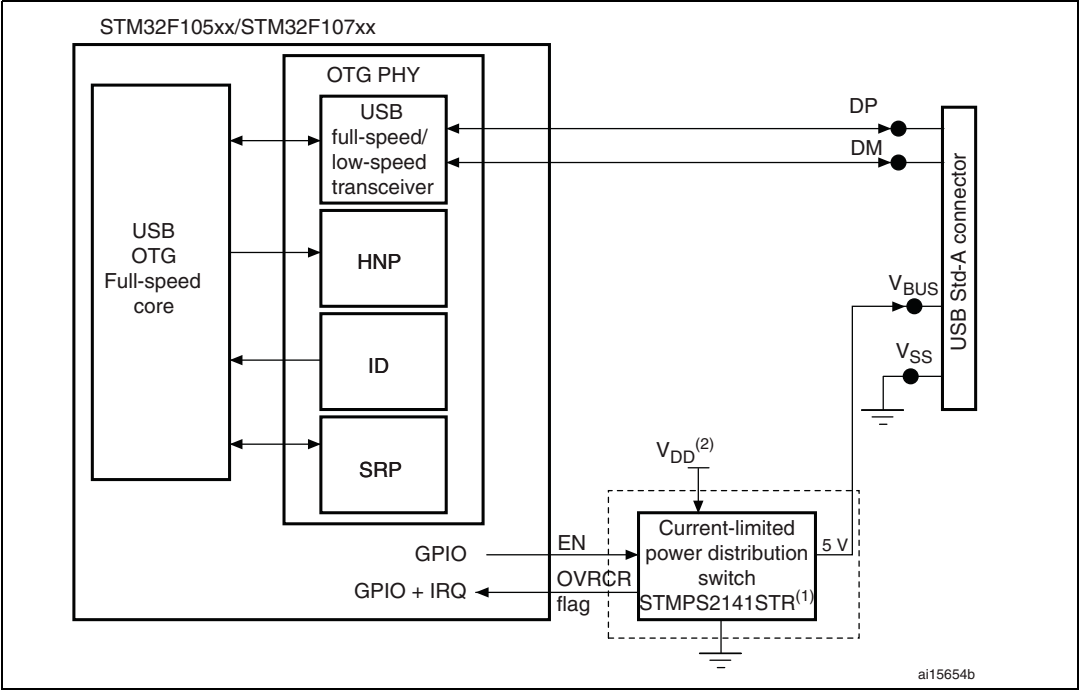 STM32F105xx/STM32F107xx
OTG PHY
USB
full-speed/
low-speed
transceiver
USB
OTG
Full-speed
core
HNP
ID
SRP
DP
DM
VBUS
VSS
USB Std-A connector
VDD(2)
Current-limited
power distribution
switch
STMPS2141STR(1)
5 V
GPIO
EN
GPIO + IRQ
OVRCR
flag
ai15654b